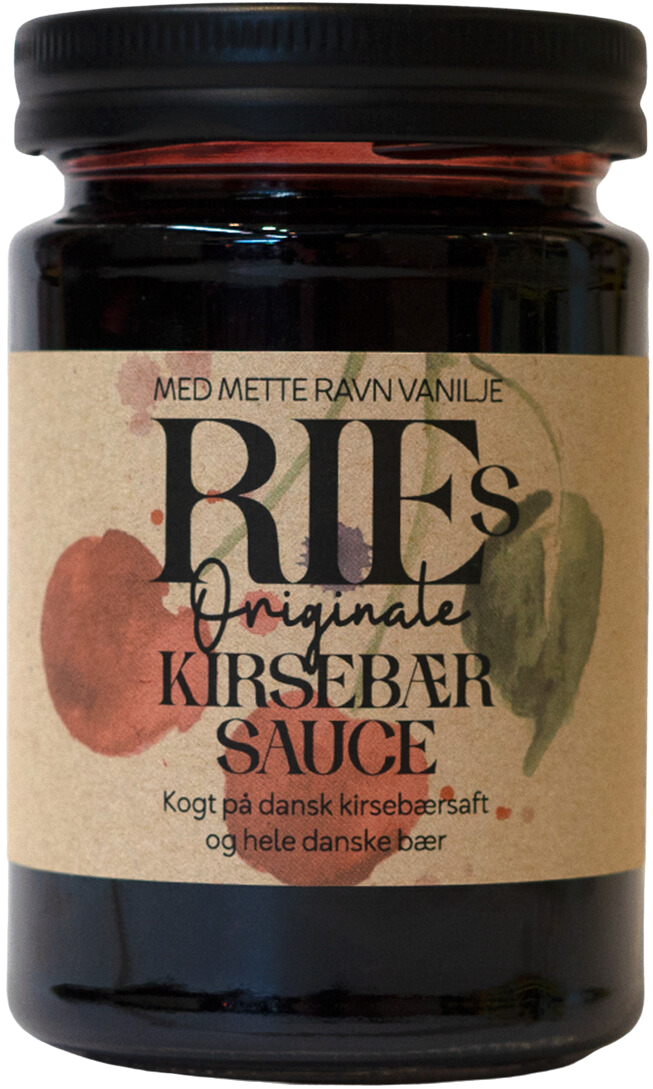 MED METTE RAVN VANILJE
RIEs
Originale
KIRSEBÆR
SAUCE
Kogt på dansk kirsebærsaft
og hele danske bær